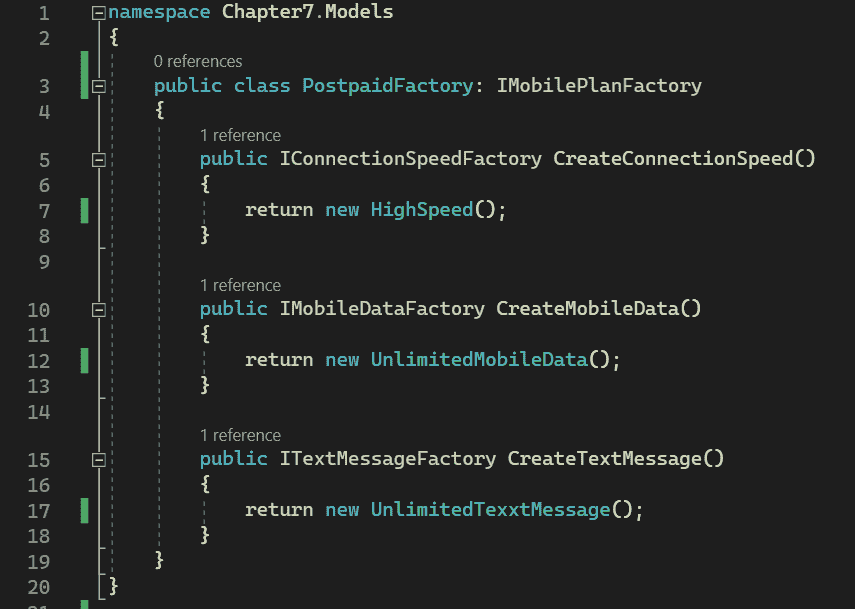 1 namespace Chapter7.Models
2 {
0 references
3 public class PostpaidFactory: IMobilePlanFactory
4 {
1 reference
5 public IConnectionSpeedFactory CreateConnectionSpeed()
6 {
7 return new HighSpeed();
8 }
9
1 reference
10 public IMobileDataFactory CreateMobileData()
11 {
12 return new UnlimitedMobileData();
13 }
14
1 reference
15 public ITextMessageFactory CreateTextMessage()
16 {
17 return new UnlimitedTexxtMessage();
18 }
19 }
20 }